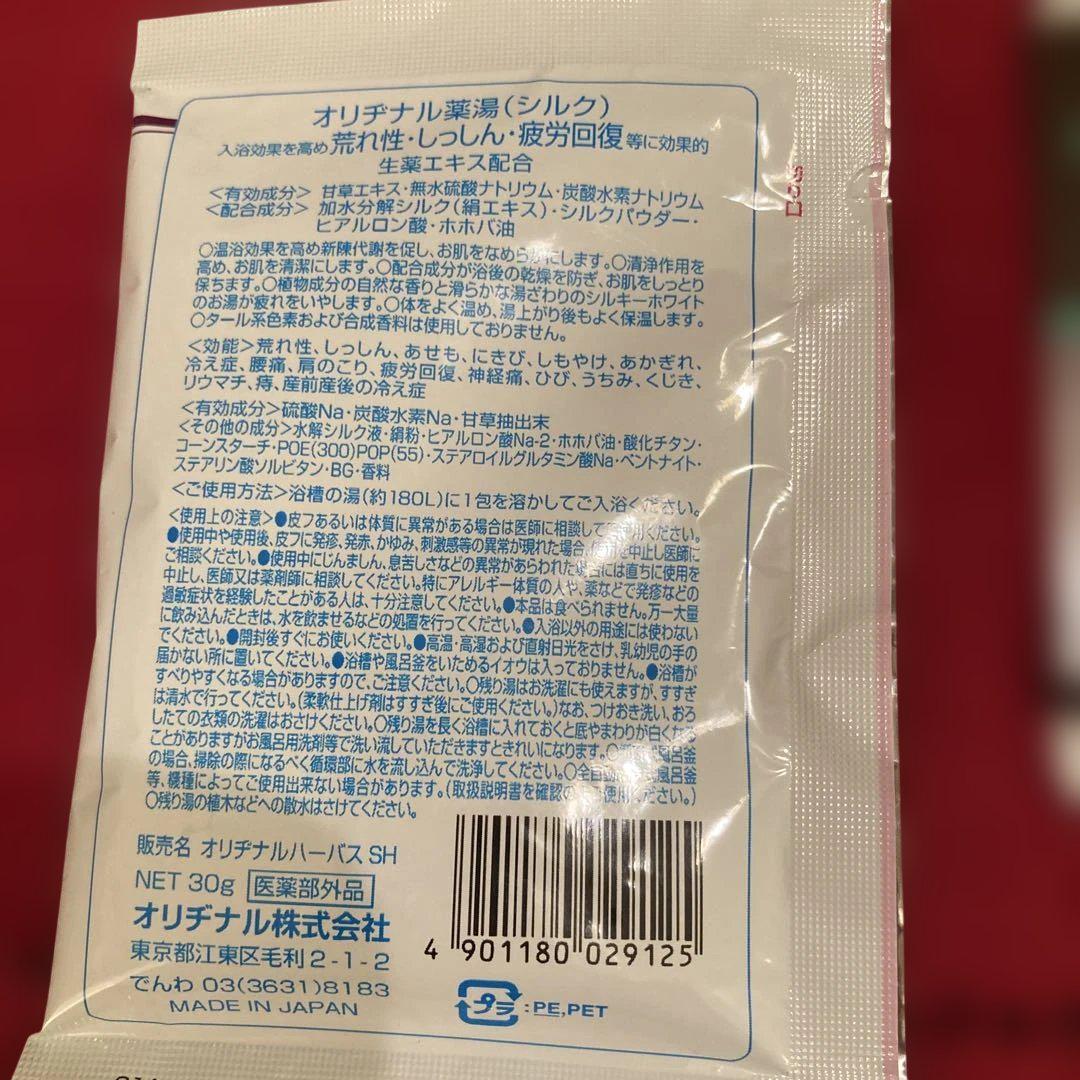 オリヂナル薬湯(シルク)
入浴効果を高め荒れ性・しっしん・疲労回復等に効果的
生薬エキス配合
<有効成分> 甘草エキス・無水硫酸ナトリウム・炭酸水素ナトリウム
<配合成分> 加水分解シルク(絹エキス)・シルクパウダー・
ヒアルロン酸・ホホバ油
○温浴効果を高め新陳代謝を促し、お肌をなめらかにします。○清浄作用を
高め、お肌を清潔にします。○配合成分が浴後の乾燥を防ぎ、お肌をしっとり
保ちます。○植物成分の自然な香りと滑らかな湯ざわりのシルキーホワイト
のお湯が疲れをいやします。○体をよく温め、湯上がり後もよく保温します。
○タール系色素および合成香料は使用しておりません。
<効能>荒れ性、しっしん、あせも、にきび、しもやけ、あかぎれ、
冷え症、腰痛、肩のこり、疲労回復、神経痛、ひび、うちみ、くじき、
リウマチ、痔、産前産後の冷え症
<有効成分>硫酸Na・炭酸水素Na・甘草抽出末
<その他の成分>水解シルク液・絹粉・ヒアルロン酸Na-2・ホホバ油・酸化チタン・
コーンスターチ・POE(300)POP(55)・ステアロイルグルタミン酸Na・ベントナイト・
ステアリン酸ソルビタン・BG・香料
<ご使用方法>浴槽の湯(約180L)に1包を溶かしてご入浴ください。
<使用上の注意>●皮フあるいは体質に異常がある場合は医師に相談して ください。
●使用中や使用後、皮フに発疹、発赤、かゆみ、刺激感等の異常が現れた場合、 を中止し医師に
ご相談ください。●使用中にじんましん、息苦しさなどの異常があらわれた場合には直ちに使用を
中止し、医師又は薬剤師に相談してください。特にアレルギー体質の人や、薬などで発疹などの
過敏症状を経験したことがある人は、十分注意してください。●本品は食べられません。万一大量
に飲み込んだときは、水を飲ませるなどの処置を行ってください。●入浴以外の用途には使わない
でください。●開封後すぐにお使いください。●高温・高湿および直射日光をさけ、乳幼児の手の
届かない所に置いてください。●浴槽や風呂釜をいためるイオウは入っておりません。●浴槽が
すべりやすくなる場合がありますので、ご注意ください。○残り湯はお洗濯にも使えますが、すすぎ
は清水で行ってください。(柔軟仕上げ剤はすすぎ後にご使用ください。)なお、つけおき洗い、おろ
したての衣類の洗濯はおさけください。○残り湯を長く浴槽に入れておくと底やまわりが白くなる
ことがありますがお風呂用洗剤等で洗い流していただきますときれいになります。 風呂釜
の場合、掃除の際になるべく循環部に水を流し込んで洗浄してください。○全自動 風呂釜
等、機種によってご使用出来ない場合があります。(取扱説明書を確認の 使用ください。)
○残り湯の植木などへの散水はさけてください。
販売名 オリヂナルハーバスSH
NET 30g 医薬部外品
オリヂナル株式会社
東京都江東区毛利2-1-2
でんわ 03(3631)8183
MADE IN JAPAN
4 901180 029125
プラ :PE,PET